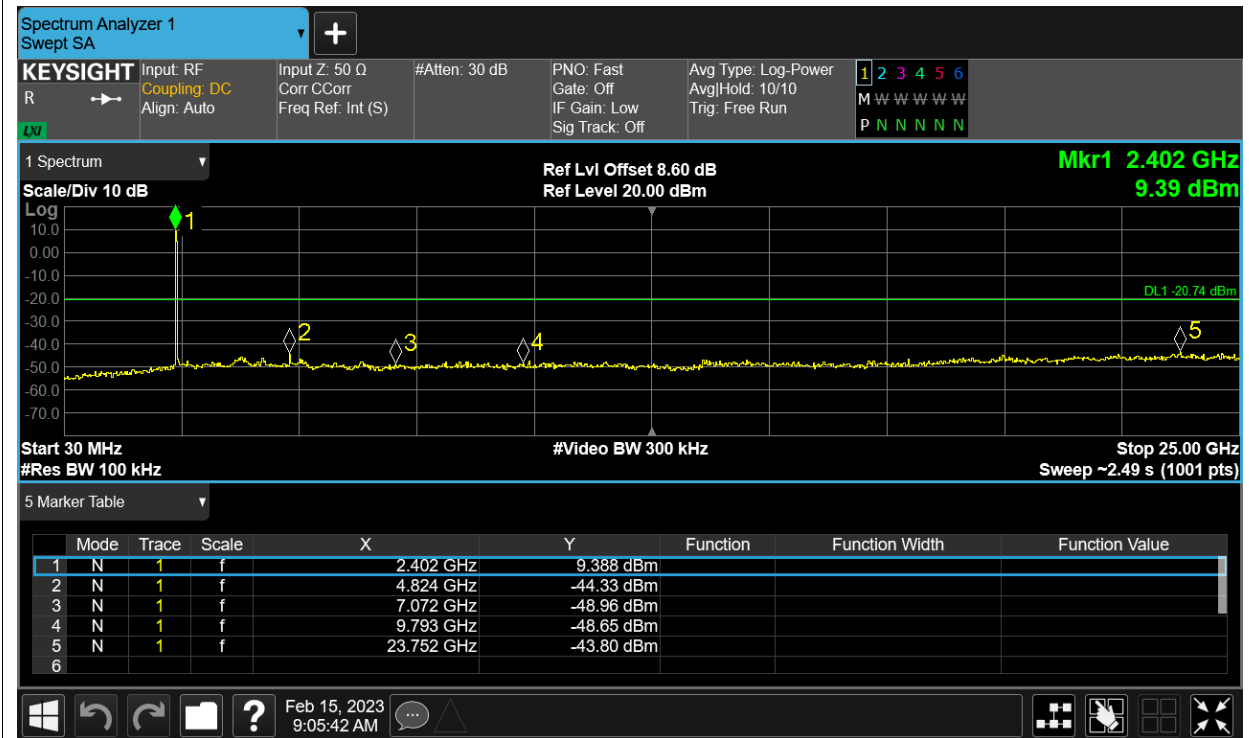 Spectrum Analyzer 1
Swept SA
+
KEYSIGHT
R
LXI
Input: RF
Coupling: DC
Align: Auto
Input Z: 50 Ω
Corr CCorr
Freq Ref: Int (S)
#Atten: 30 dB
PNO: Fast
Gate: Off
IF Gain: Low
Sig Track: Off
Avg Type: Log-Power
Avg|Hold: 10/10
Trig: Free Run
1 2 3 4 5 6
M W W W W W
P N N N N N
1 Spectrum
Scale/Div 10 dB
Ref Lvl Offset 8.60 dB
Ref Level 20.00 dBm
Mkr1 2.402 GHz
9.39 dBm
Log
10.0
0.00
-10.0
-20.0
-30.0
-40.0
-50.0
-60.0
-70.0
1
2
3
4
5
DL1 -20.74 dBm
Start 30 MHz
#Res BW 100 kHz
#Video BW 300 kHz
Stop 25.00 GHz
Sweep ~2.49 s (1001 pts)
5 Marker Table
Mode Trace Scale X Y Function Function Width Function Value
1 N 1 f 2.402 GHz 9.388 dBm
2 N 1 f 4.824 GHz -44.33 dBm
3 N 1 f 7.072 GHz -48.96 dBm
4 N 1 f 9.793 GHz -48.65 dBm
5 N 1 f 23.752 GHz -43.80 dBm
6
?
Feb 15, 2023
9:05:42 AM